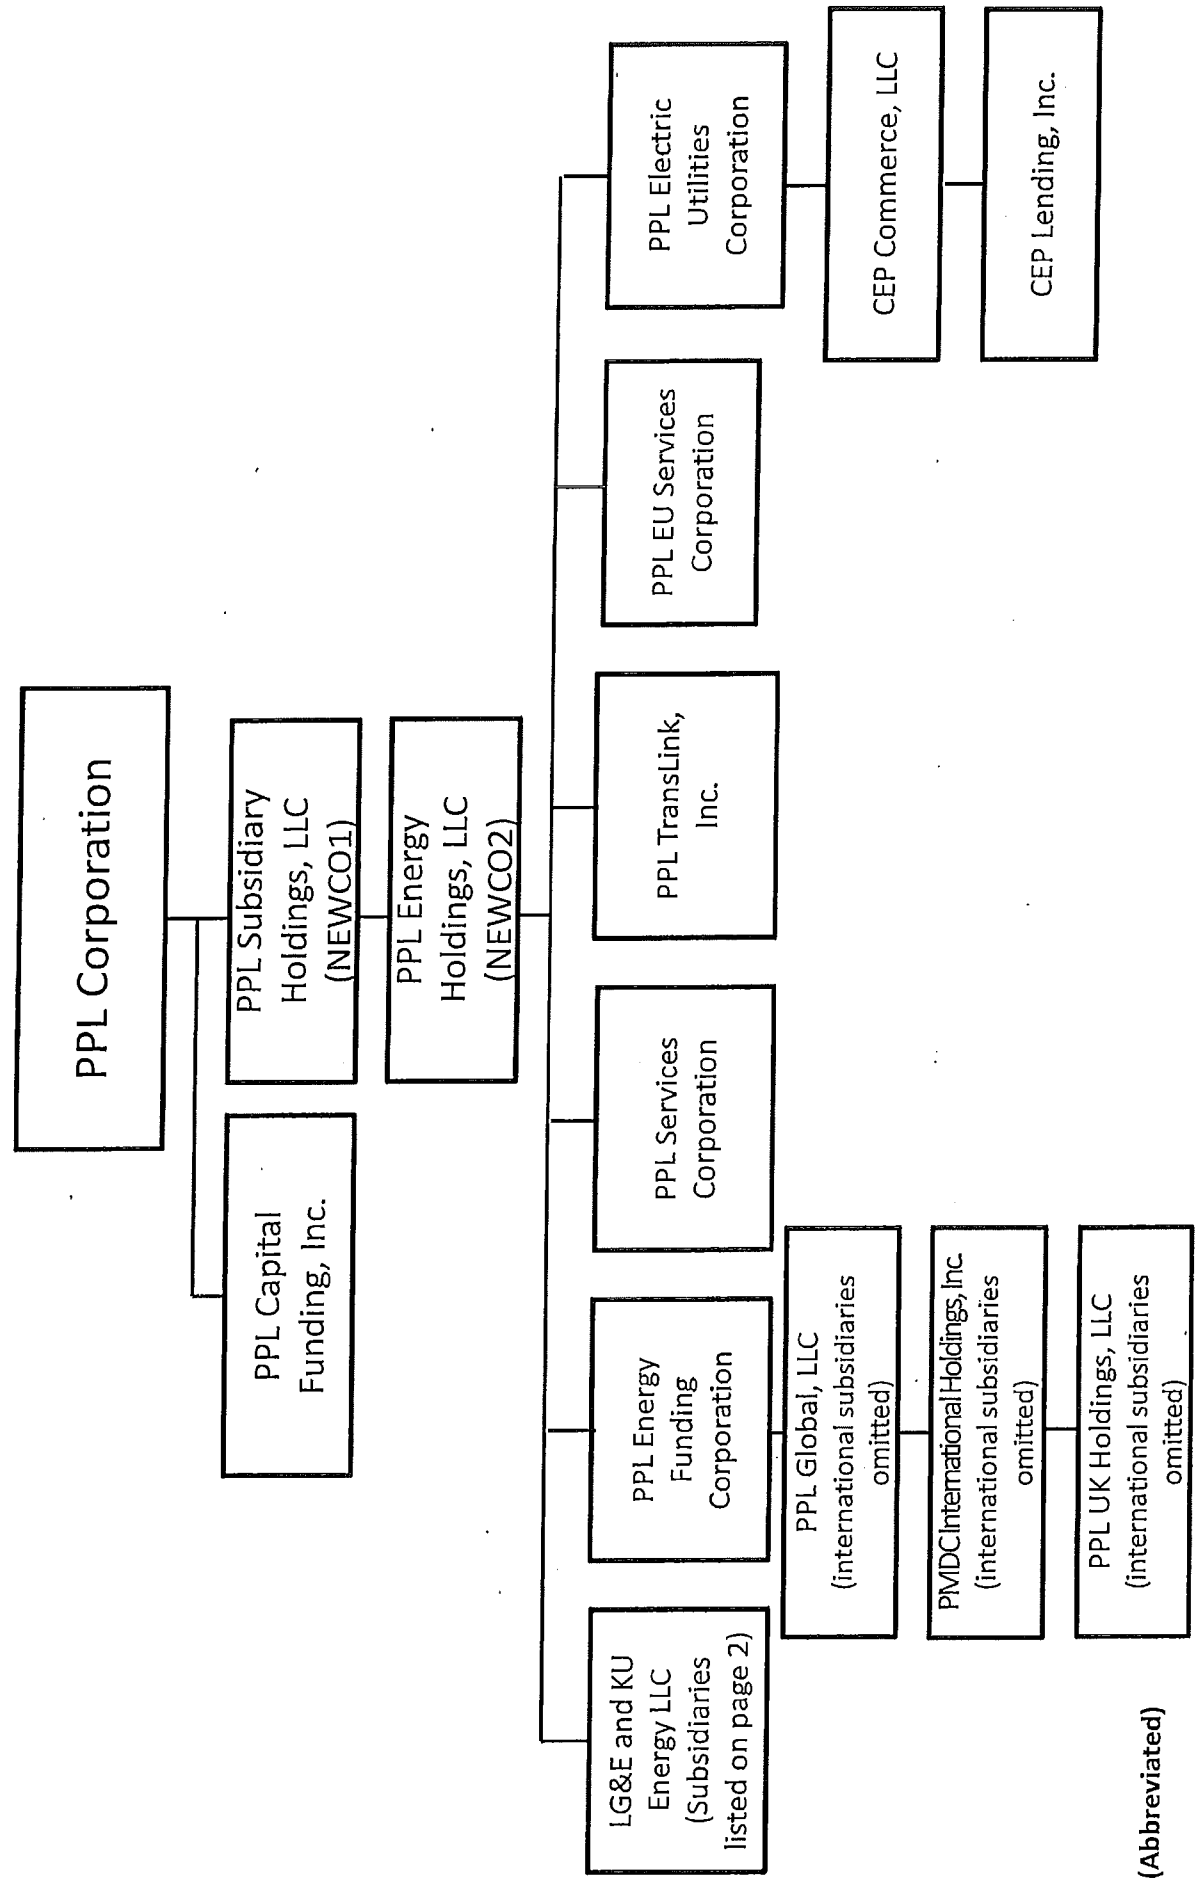 PPL Corporation
PPL Capital
Funding, Inc.
PPL Subsidiary
Holdings, LLC
(NEWCO1)
PPL Energy
Holdings, LLC
(NEWCO2)
LG&E and KU
Energy LLC
(Subsidiaries
listed on page 2)
PPL Energy
Funding
Corporation
PPL Services
Corporation
PPL TransLink,
Inc.
PPL EU Services
Corporation
PPL Electric
Utilities
Corporation
PPL Global, LLC
(international subsidiaries
omitted)
PMDC International Holdings, Inc.
(international subsidiaries
omitted)
PPL UK Holdings, LLC
(international subsidiaries
omitted)
CEP Commerce, LLC
CEP Lending, Inc.
(Abbreviated)